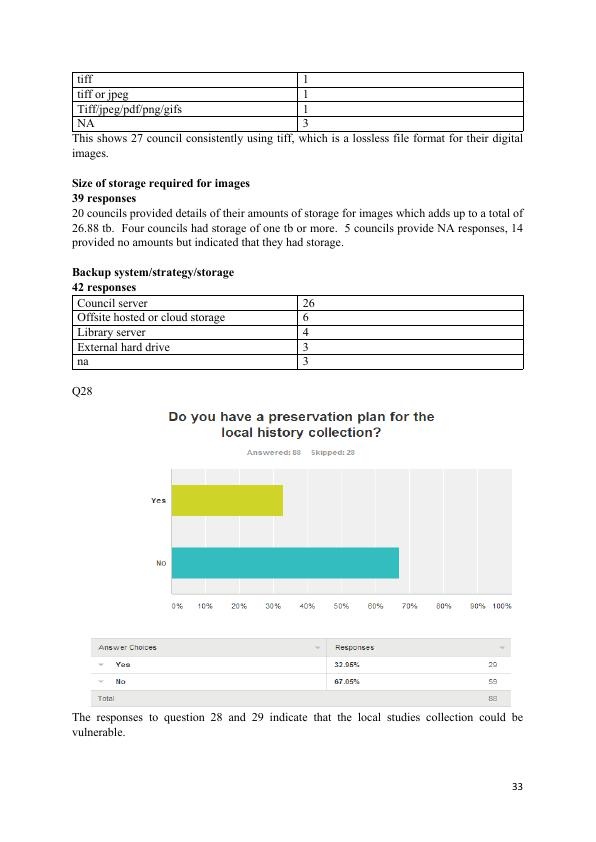 tiff 1
tiff or jpeg 1
Tiff/jpeg/pdf/png/gifs 1
NA 3
This shows 27 council consistently using tiff, which is a lossless file format for their digital
images.
Size of storage required for images
39 responses
20 councils provided details of their amounts of storage for images which adds up to a total of
26.88 tb. Four councils had storage of one tb or more. 5 councils provide NA responses, 14
provided no amounts but indicated that they had storage.
Backup system/strategy/storage
42 responses
Council server 26
Offsite hosted or cloud storage 6
Library server 4
External hard drive 3
na 3
Q28
Do you have a preservation plan for the
local history collection?
Answered: 88 Skipped: 28
Yes
No
0% 10% 20% 30% 40% 50% 60% 70% 80% 90% 100%
Answer Choices Responses
Yes 32.95% 29
No 67.05% 59
Total 88
The responses to question 28 and 29 indicate that the local studies collection could be
vulnerable.
33